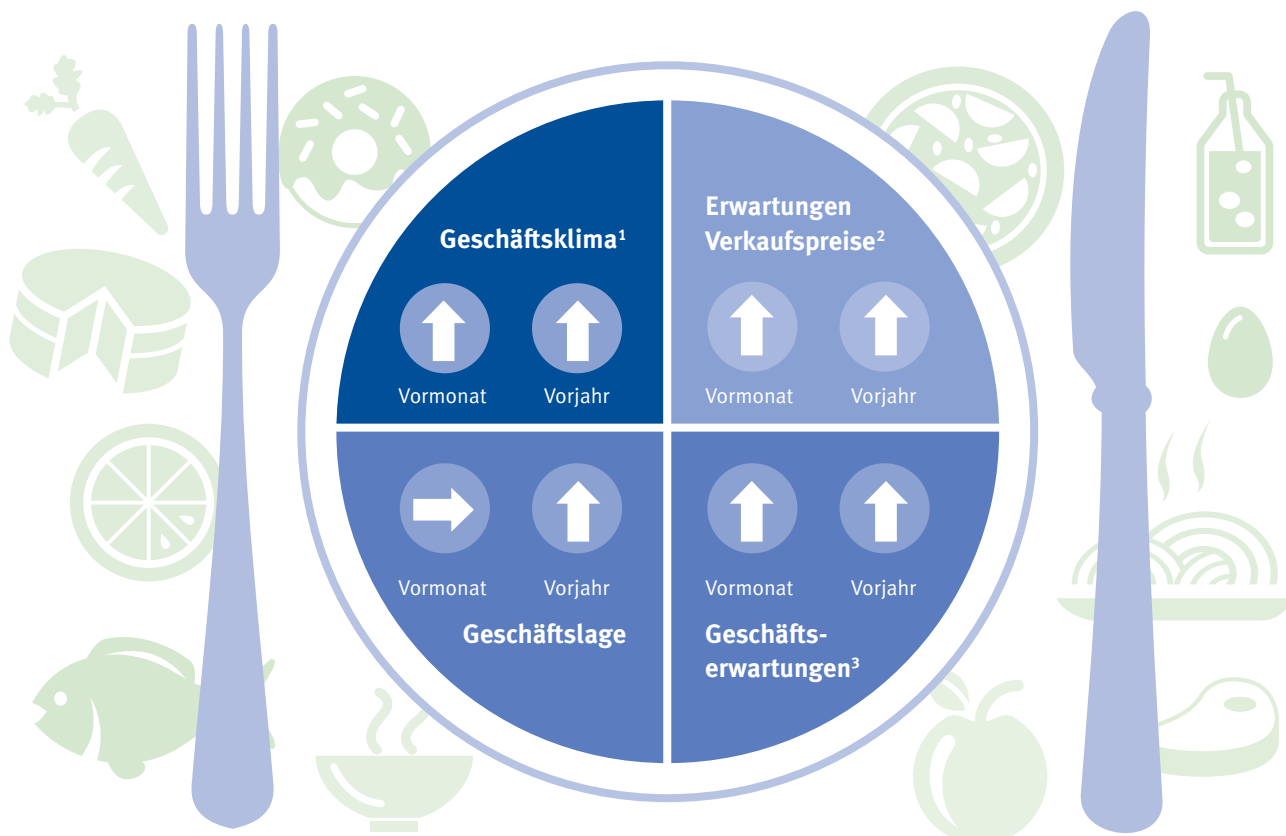 Geschäftsklima¹
Vormonat
Vorjahr
Erwartungen
Verkaufspreise²
Vormonat
Vorjahr
Vormonat
Vorjahr
Geschäftslage
Vormonat
Vorjahr
Geschäfts-
erwartungen³